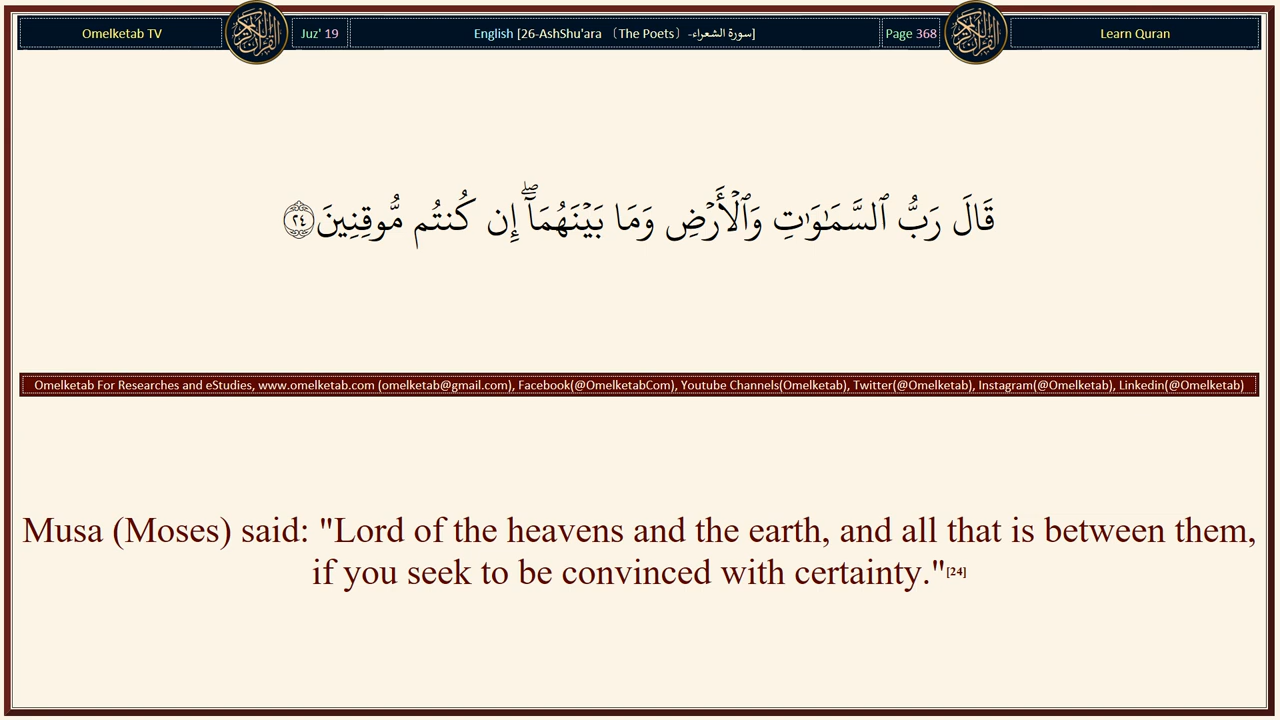 Omelketab TV
Juz' 19
English [26-AshShu'ara （The Poets） -سورة الشعراء]
Page 368
Learn Quran
قَالَ رَبُّ ٱلسَّمَـٰوَٰتِ وَٱلْأَرْضِ وَمَا بَيْنَهُمَآ ۖ إِن كُنتُم مُّوقِنِينَ ٢٤
Omelketab For Researches and eStudies, www.omelketab.com (omelketab@gmail.com), Facebook(@OmelketabCom), Youtube Channels(Omelketab), Twitter(@Omelketab), Instagram(@Omelketab), Linkedin(@Omelketab)
Musa (Moses) said: "Lord of the heavens and the earth, and all that is between them,
if you seek to be convinced with certainty."[24]